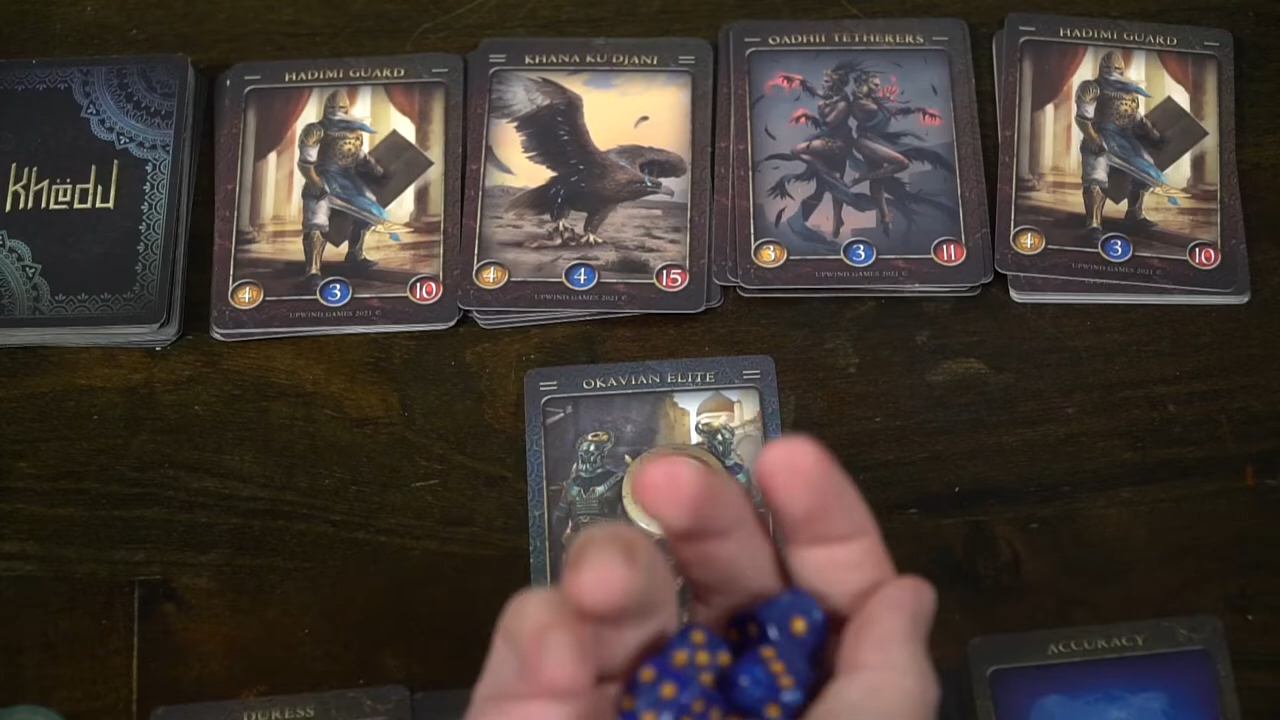 Khëdu
HADIMI GUARD
4 3 10
UPWIND GAMES 2021 ©
KHANA KU'DJANI
4 4 15
UPWIND GAMES 2021 ©
QADHII TETHERERS
3 3 11
UPWIND GAMES 2021 ©
HADIMI GUARD
4 3 10
UPWIND GAMES 2021 ©
OKAVIAN ELITE
DURESS
ACCURACY